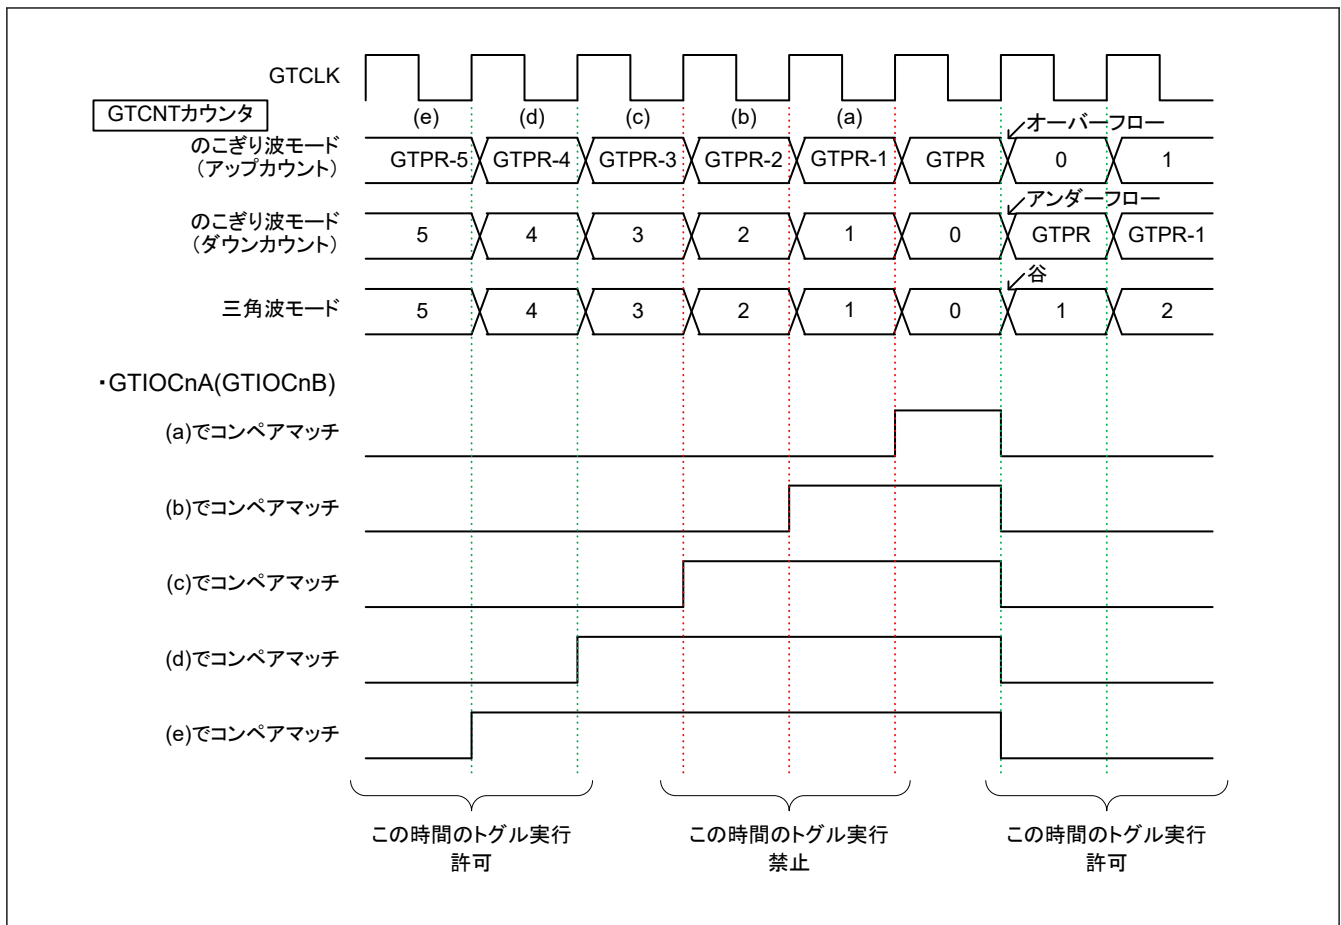 GTCLK
GTCNTカウンタ
(e) (d) (c) (b) (a)
オーバーフロー
のこぎり波モード
(アップカウント)
GTPR-5 GTPR-4 GTPR-3 GTPR-2 GTPR-1 GTPR 0 1
アンダーフロー
のこぎり波モード
(ダウンカウント)
5 4 3 2 1 0 GTPR GTPR-1
谷
三角波モード 5 4 3 2 1 0 1 2
・GTIOCnA(GTIOCnB)
(a)でコンペアマッチ
(b)でコンペアマッチ
(c)でコンペアマッチ
(d)でコンペアマッチ
(e)でコンペアマッチ
この時間のトグル実行
許可
この時間のトグル実行
禁止
この時間のトグル実行
許可